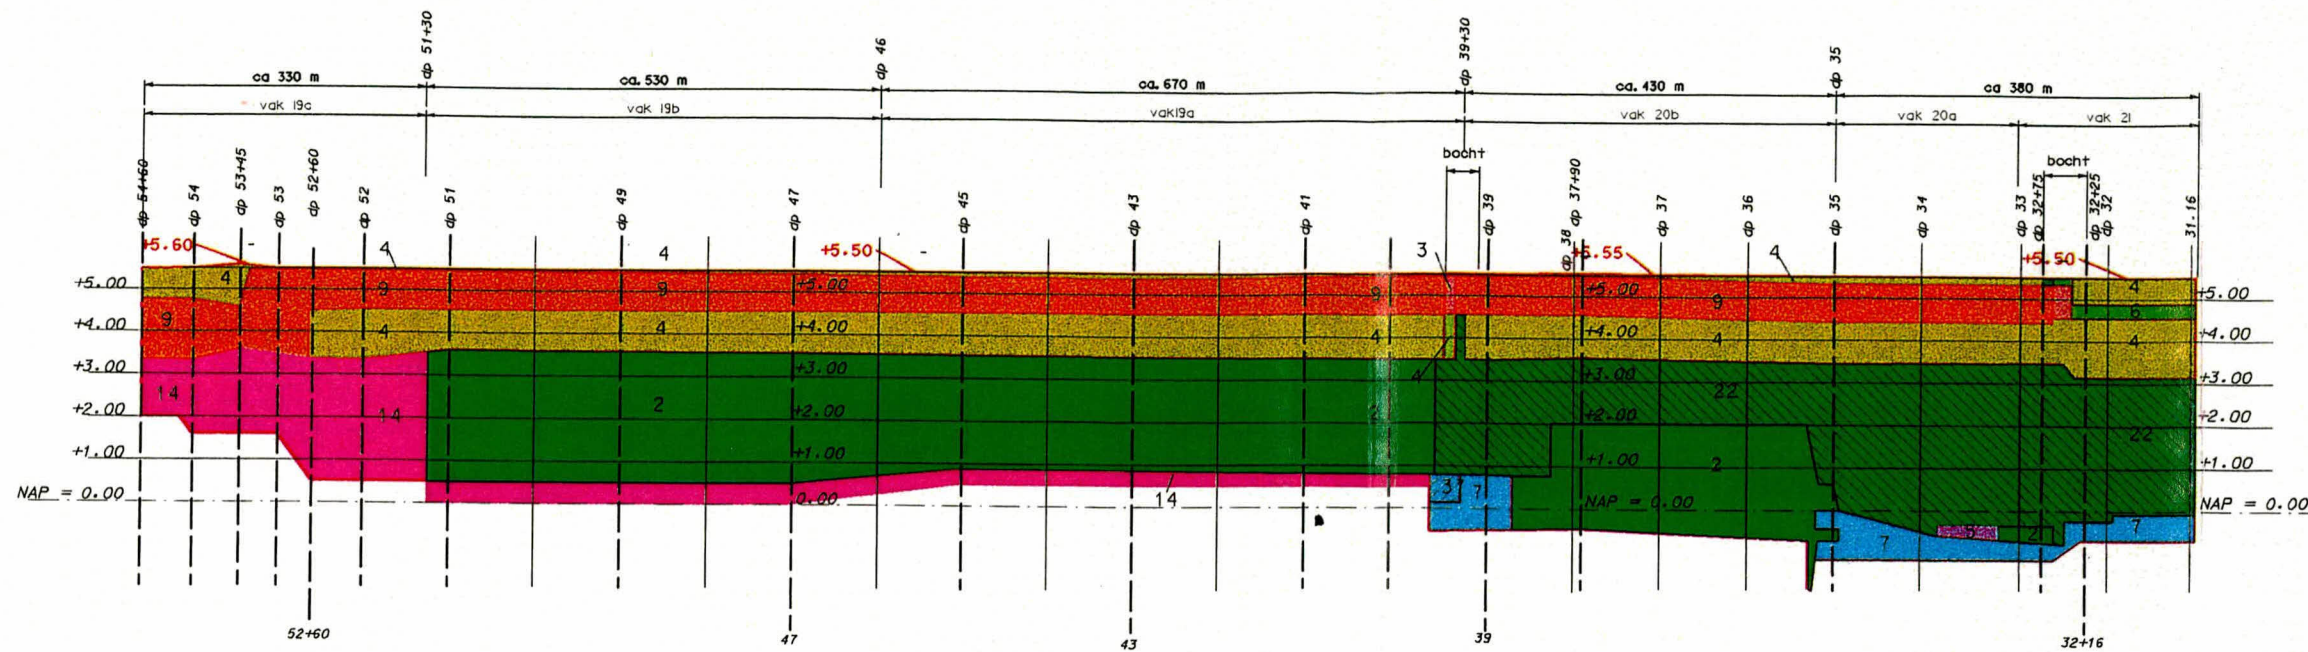 dp 51+30
dp 46
dp 39+30
dp 35
ca 330 m
ca. 530 m
ca. 670 m
ca. 430 m
ca 380 m
vak 19c
vak 19b
vak19a
vak 20b
vak 20a
vak 21
bocht
bocht
dp 54+60
dp 54
dp 53+45
dp 53
dp 52+60
dp 52
dp 51
dp 49
dp 47
dp 45
dp 43
dp 41
dp 39
dp 38
dp 37+90
dp 37
dp 36
dp 35
dp 34
dp 33
dp 32+75
dp 32+25
dp 32
31-16
+5.60
4
4
+5.50
3
+5.55
4
+5.50
+5.00
4
9
9
+5.00
9
+5.00
9
4
+5.00
6
+4.00
9
4
4
+4.00
4
+4.00
4
4
+4.00
+3.00
14
14
2
+3.00
4
+3.00
22
+3.00
+2.00
+2.00
2
+2.00
22
+2.00
+1.00
+1.00
+1.00
2
+1.00
NAP = 0.00
0.00
14
3
7
NAP = 0.00
7
5
2
7
NAP = 0.00
52+60
47
43
39
32+16